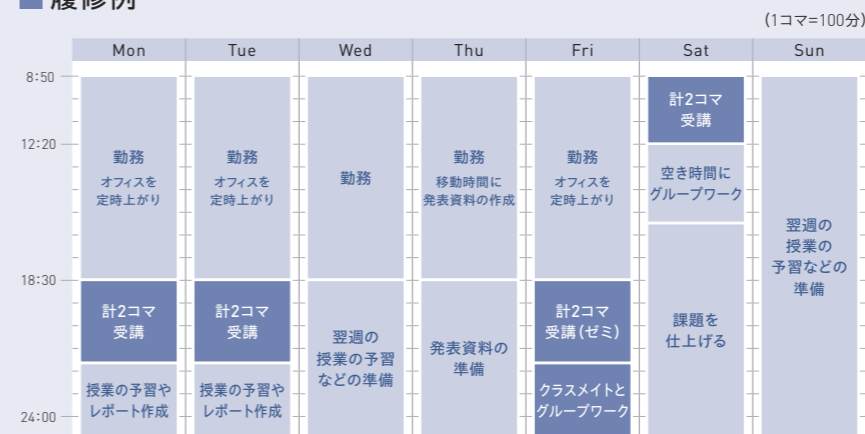 履修例
(1コマ=100分)
Mon Tue Wed Thu Fri Sat Sun
8:50
12:20
18:30
24:00
勤務
オフィスを
定時上がり
計2コマ
受講
授業の予習や
レポート作成
勤務
オフィスを
定時上がり
計2コマ
受講
授業の予習や
レポート作成
勤務
翌週の
授業の予習
などの準備
勤務
移動時間に
発表資料の作成
発表資料の
準備
勤務
オフィスを
定時上がり
計2コマ
受講(ゼミ)
クラスメイトと
グループワーク
計2コマ
受講
空き時間に
グループワーク
課題を
仕上げる
翌週の
授業の
予習などの
準備